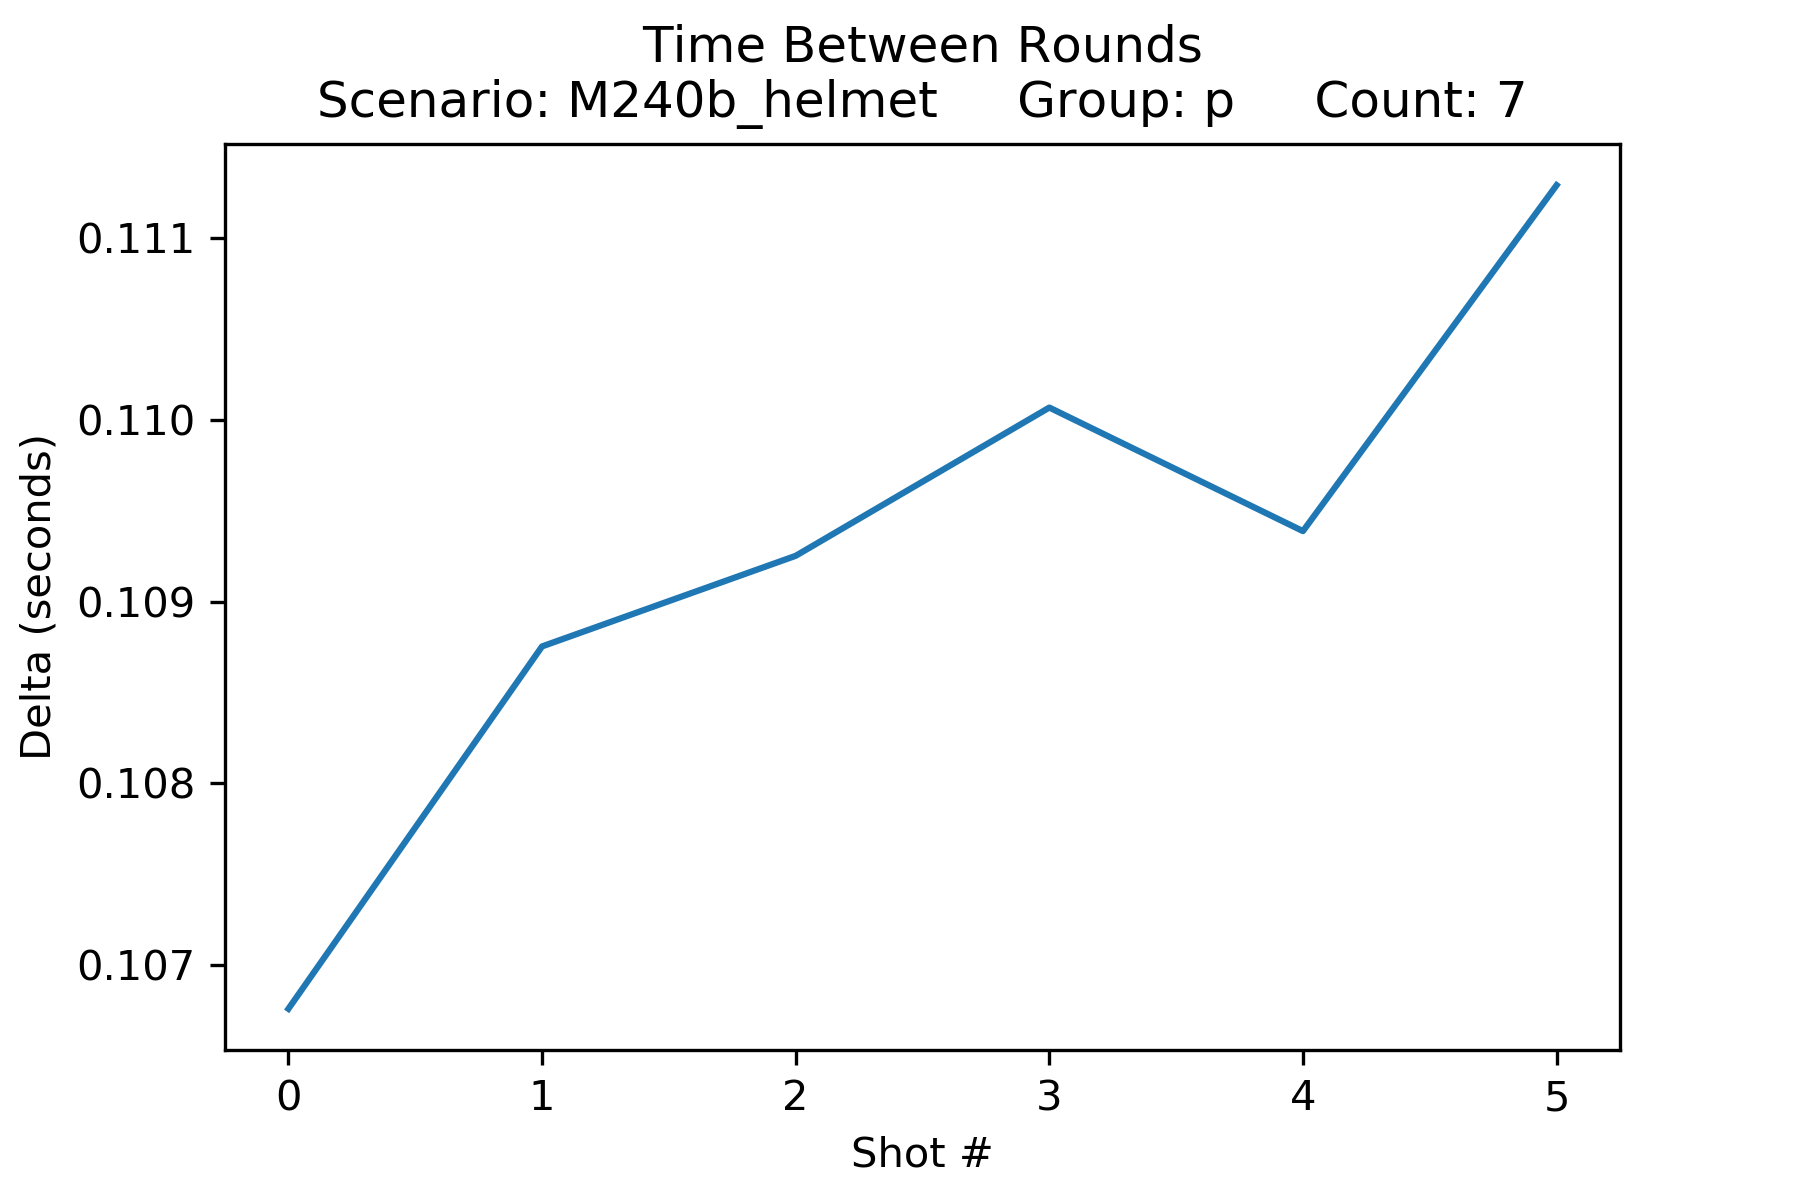 Time Between Rounds
Scenario: M240b_helmet     Group: p     Count: 7
Delta (seconds)
0.111
0.110
0.109
0.108
0.107
0 1 2 3 4 5
Shot #